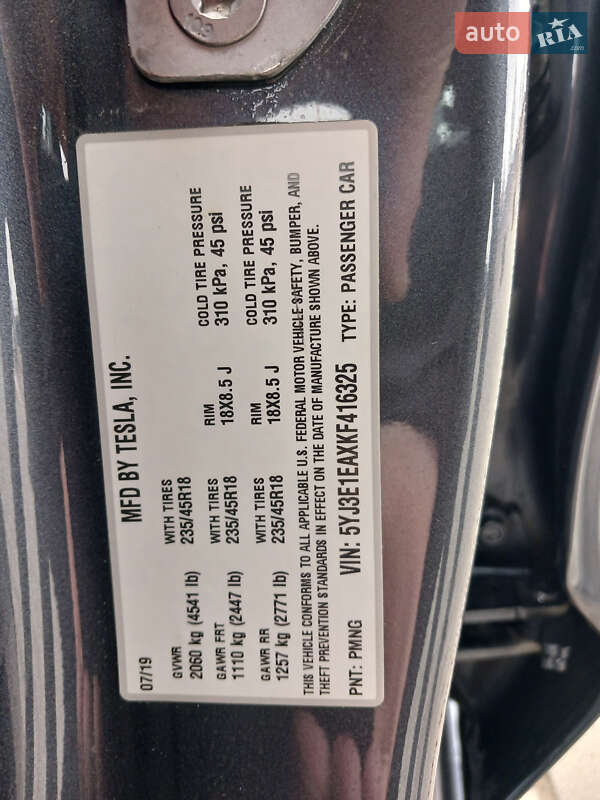 auto RIA.com
MFD BY TESLA, INC.
07/19
GVWR WITH TIRES
2060 kg (4541 lb) 235/45R18
GAWR FRT WITH TIRES RIM COLD TIRE PRESSURE
1110 kg (2447 lb) 235/45R18 18X8.5 J 310 kPa, 45 psi
GAWR RR WITH TIRES RIM COLD TIRE PRESSURE
1257 kg (2771 lb) 235/45R18 18X8.5 J 310 kPa, 45 psi
THIS VEHICLE CONFORMS TO ALL APPLICABLE U.S. FEDERAL MOTOR VEHICLE SAFETY, BUMPER, AND
THEFT PREVENTION STANDARDS IN EFFECT ON THE DATE OF MANUFACTURE SHOWN ABOVE.
PNT: PMNG VIN: 5YJ3E1EAXKF416325 TYPE: PASSENGER CAR